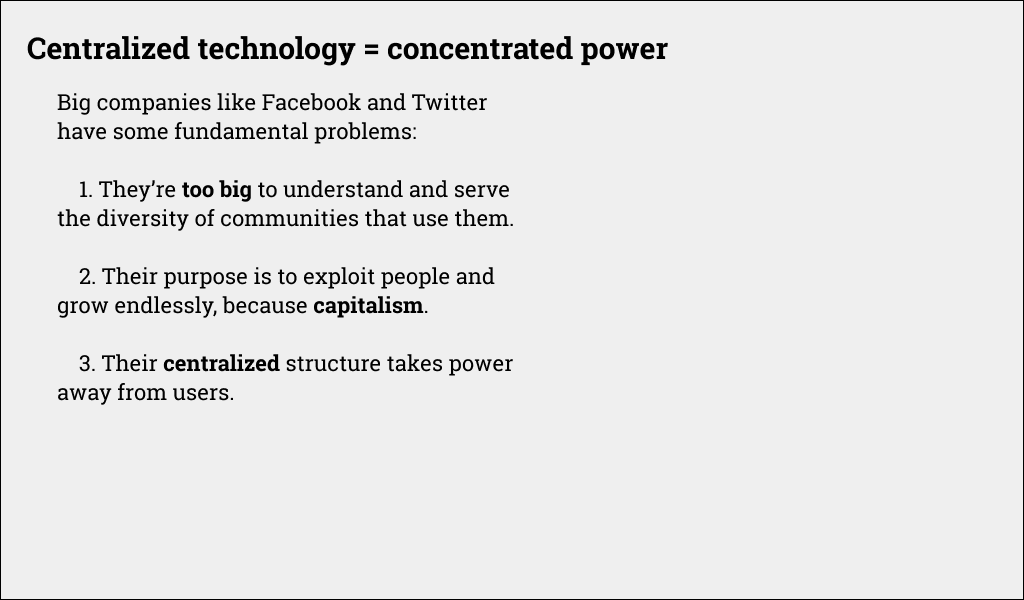 Centralized technology = concentrated power
Big companies like Facebook and Twitter
have some fundamental problems:
1. They’re too big to understand and serve
the diversity of communities that use them.
2. Their purpose is to exploit people and
grow endlessly, because capitalism.
3. Their centralized structure takes power
away from users.